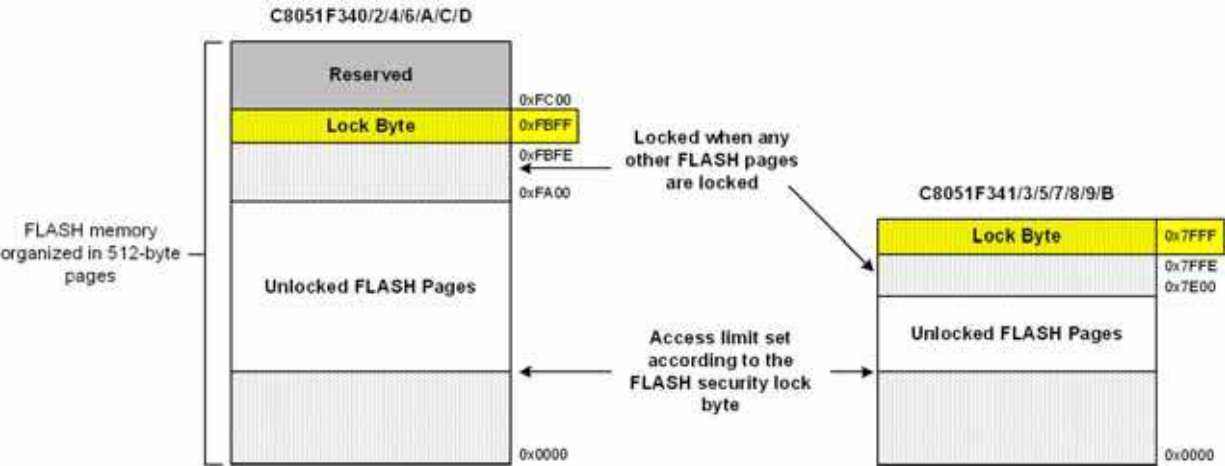 C8051F340/2/4/6/A/C/D
Reserved
0xFC00
Lock Byte
0xFBFF
0xFBFE
0xFA00
Unlocked FLASH Pages
0x0000
FLASH memory
organized in 512-byte
pages
Locked when any
other FLASH pages
are locked
Access limit set
according to the
FLASH security lock
byte
C8051F341/3/5/7/8/9/B
Lock Byte
0x7FFF
0x7FFE
0x7E00
Unlocked FLASH Pages
0x0000